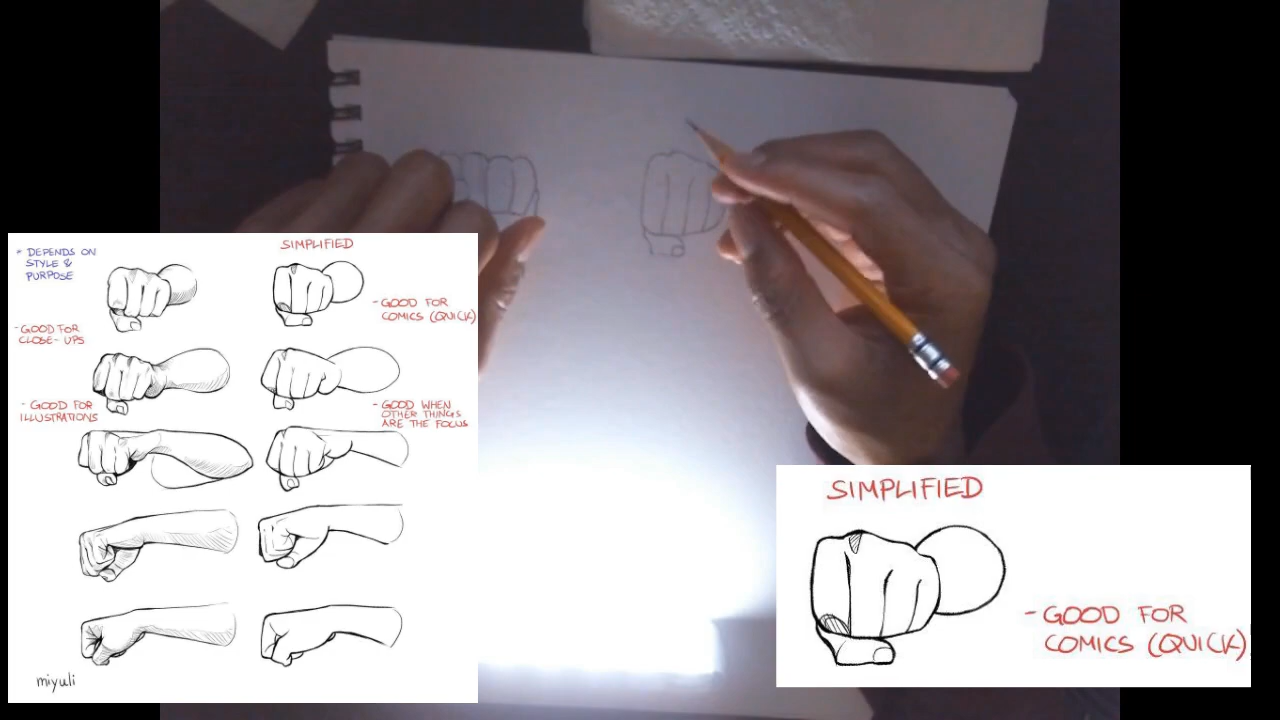 * DEPENDS ON
STYLE &
PURPOSE
SIMPLIFIED
- GOOD FOR
COMICS (QUICK)
- GOOD FOR
CLOSE-UPS
- GOOD FOR
ILLUSTRATIONS
- GOOD WHEN
OTHER THINGS
ARE THE FOCUS
miyuli
SIMPLIFIED
- GOOD FOR
COMICS (QUICK)